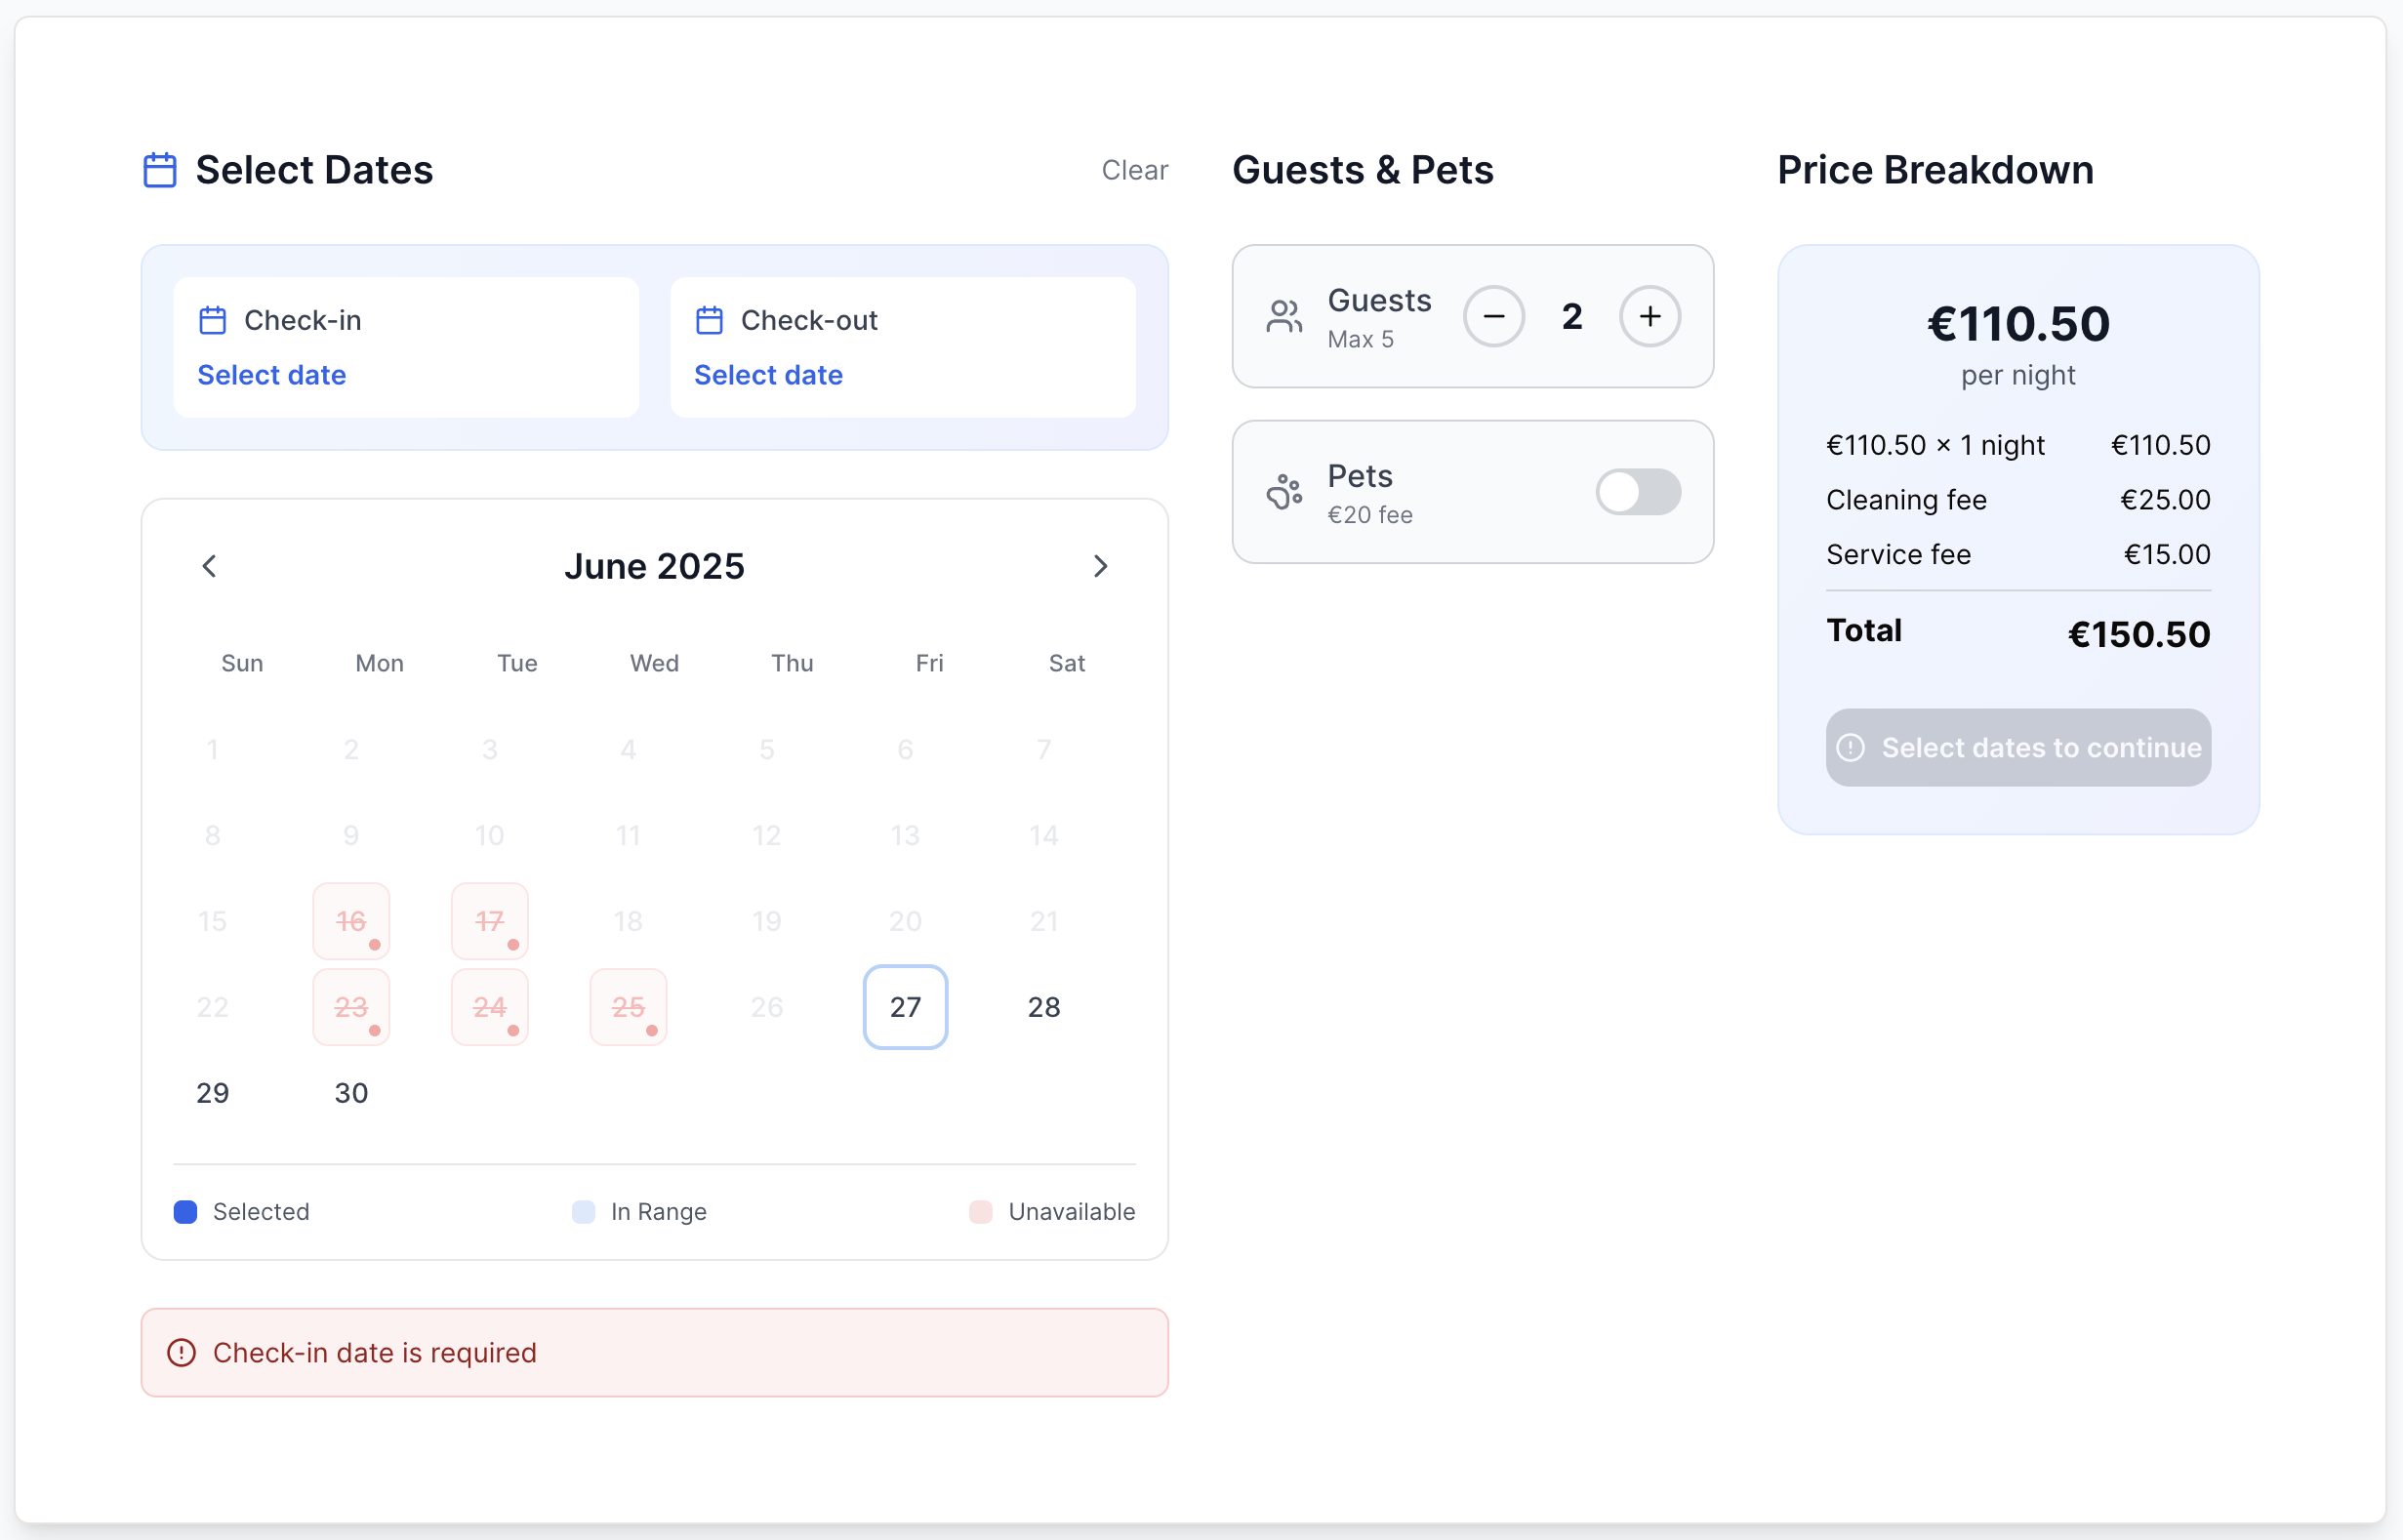 Select Dates
Clear
Check-in
Select date
Check-out
Select date
June 2025
Sun Mon Tue Wed Thu Fri Sat
1 2 3 4 5 6 7
8 9 10 11 12 13 14
15 16 17 18 19 20 21
22 23 24 25 26 27 28
29 30
Selected
In Range
Unavailable
Check-in date is required
Guests & Pets
Guests
Max 5
2
Pets
€20 fee
Price Breakdown
€110.50
per night
€110.50 × 1 night €110.50
Cleaning fee €25.00
Service fee €15.00
Total €150.50
Select dates to continue